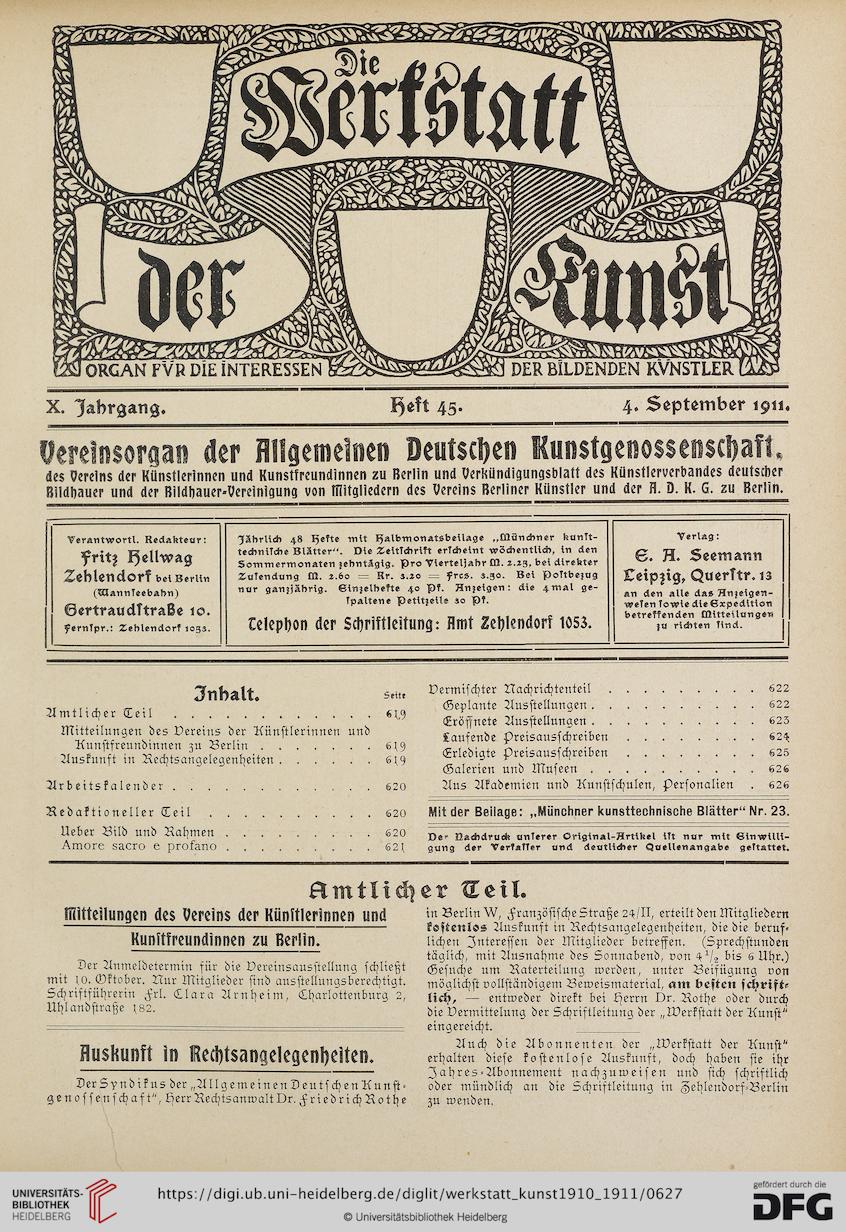 Die
Werkstatt
der
Kunst
ORGAN FVR DIE INTERESSEN
DER BILDENDEN KVNSTLER
X. Jahrgang.
Heft 45.
4. September 1911.
Vereinsorgan der Allgemeinen Deutschen Kunstgenossenschaft,
des Vereins der Künstlerinnen und Kunstfreundinnen zu Berlin und Verkündigungsblatt des Künstlerverbandes deutscher
Bildhauer und der Bildhauer-Vereinigung von Mitgliedern des Vereins Berliner Künstler und der A. D. K. G. zu Berlin.
Verantwortl. Redakteur:
Fritz Hellwag
Zehlendorf bei Berlin
(Wannseebahn)
Gertraudstraße 10.
Fernspr.: Zehlendorf 1053.
Jährlich 48 Hefte mit Halbmonatsbeilage „Münchner kunst-
technische Blätter“. Die Zeitschrift erscheint wöchentlich, in den
Sommermonaten zehntägig. Pro Vierteljahr M. 2.25, bei direkter
Zusendung M. 2.60 = Kr. 3.20 = Frcs. 3.50. Bei Postbezug
nur ganzjährig. Einzelhefte 40 Pf. Anzeigen: die 4 mal ge-
spaltene Petitzeile 30 Pf.
Telephon der Schriftleitung: Amt Zehlendorf 1053.
Verlag:
E. A. Seemann
Leipzig, Querstr. 13
an den alle das Anzeigen-
wesen sowie die Expedition
betreffenden Mitteilungen
zu richten sind.
Inhalt.
Seite
Amtlicher Teil . . . . . . . . . . . . 619
Mitteilungen des Vereins der Künstlerinnen und
Kunstfreundinnen zu Berlin . . . . . . . 619
Auskunft in Rechtsangelegenheiten . . . . . . 619
Arbeitskalender . . . . . . . . . . . . 620
Redaktioneller Teil . . . . . . . . . . 620
Ueber Bild und Rahmen . . . . . . . . . 620
Amore sacro e profano . . . . . . . . . 621
Vermischter Nachrichtenteil . . . . . . . . . 622
Geplante Ausstellungen . . . . . . . . . . 622
Eröffnete Ausstellungen . . . . . . . . . . 623
Laufende Preisausschreiben . . . . . . . . 624
Erledigte Preisausschreiben . . . . . . . . 625
Galerien und Museen . . . . . . . . . . 626
Aus Akademien und Kunstschulen, Personalien . 626
Mit der Beilage: „Münchner kunsttechnische Blätter“ Nr. 23.
Der Nachdruck unserer Original-Artikel ist nur mit Einwilli-
gung der Verfasser und deutlicher Quellenangabe gestattet.
Amtlicher Teil.
Mitteilungen des Vereins der Künstlerinnen und
Kunstfreundinnen zu Berlin.
Der Anmeldetermin für die Vereinsausstellung schließt
mit 10. Oktober. Nur Mitglieder sind ausstellungsberechtigt.
Schriftführerin Frl. Clara Arnheim, Charlottenburg 2,
Uhlandstraße 182.
Auskunft in Rechtsangelegenheiten.
Der Syndikus der „Allgemeinen Deutschen Kunst-
genossenschaft“, Herr Rechtsanwalt Dr. Friedrich Rothe
in Berlin W, Französische Straße 24/II, erteilt den Mitgliedern
kostenlos Auskunft in Rechtsangelegenheiten, die die beruf-
lichen Interessen der Mitglieder betreffen. (Sprechstunden
täglich, mit Ausnahme des Sonnabend, von 4 1/2 bis 6 Uhr.)
Gesuche um Raterteilung werden, unter Beifügung von
möglichst vollständigem Beweismaterial, am besten schrift-
lich, — entweder direkt bei Herrn Dr. Rothe oder durch
die Vermittelung der Schriftleitung der „Werkstatt der Kunst“
eingereicht.
Auch die Abonnenten der „Werkstatt der Kunst“
erhalten diese kostenlose Auskunft, doch haben sie ihr
Jahres-Abonnement nachzuweisen und sich schriftlich
oder mündlich an die Schriftleitung in Zehlendorf-Berlin
zu wenden.
UNIVERSITÄTS-
BIBLIOTHEK
HEIDELBERG
https://digi.ub.uni-heidelberg.de/diglit/werkstatt_kunst1910_1911/0627
© Universitätsbibliothek Heidelberg
gefördert durch die
DFG